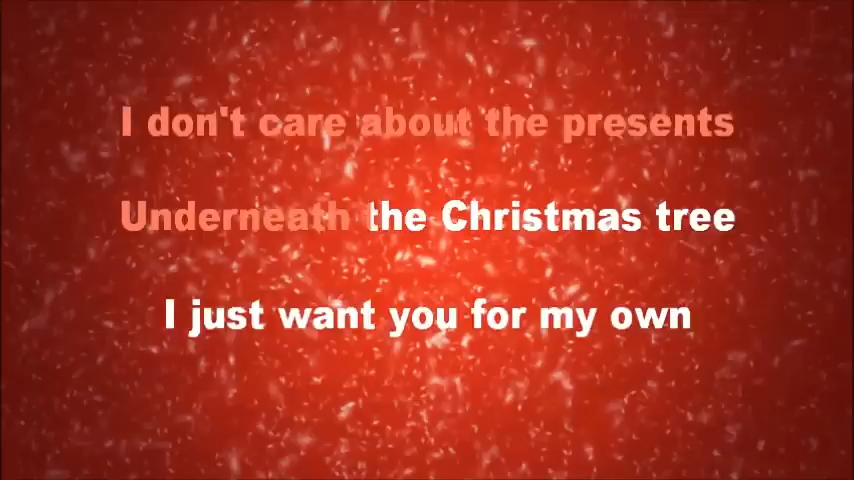 I don't care about the presents
Underneath the Christmas tree
I just want you for my own